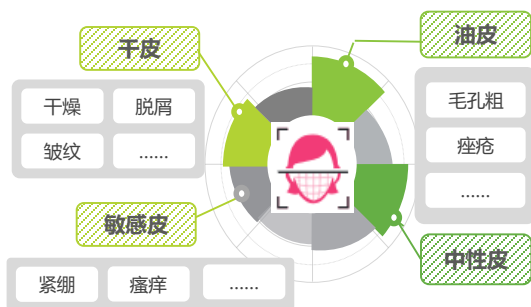 干皮
干燥
脱屑
皱纹
......
油皮
毛孔粗
痤疮
......
敏感皮
紧绷
瘙痒
......
中性皮